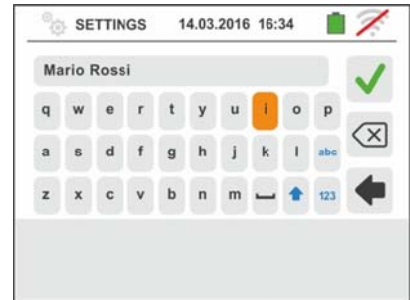 SETTINGS 14.03.2016 16:34
Mario Rossi
q w e r t y u i o p
a s d f g h j k l abc
z x c v b n m 123